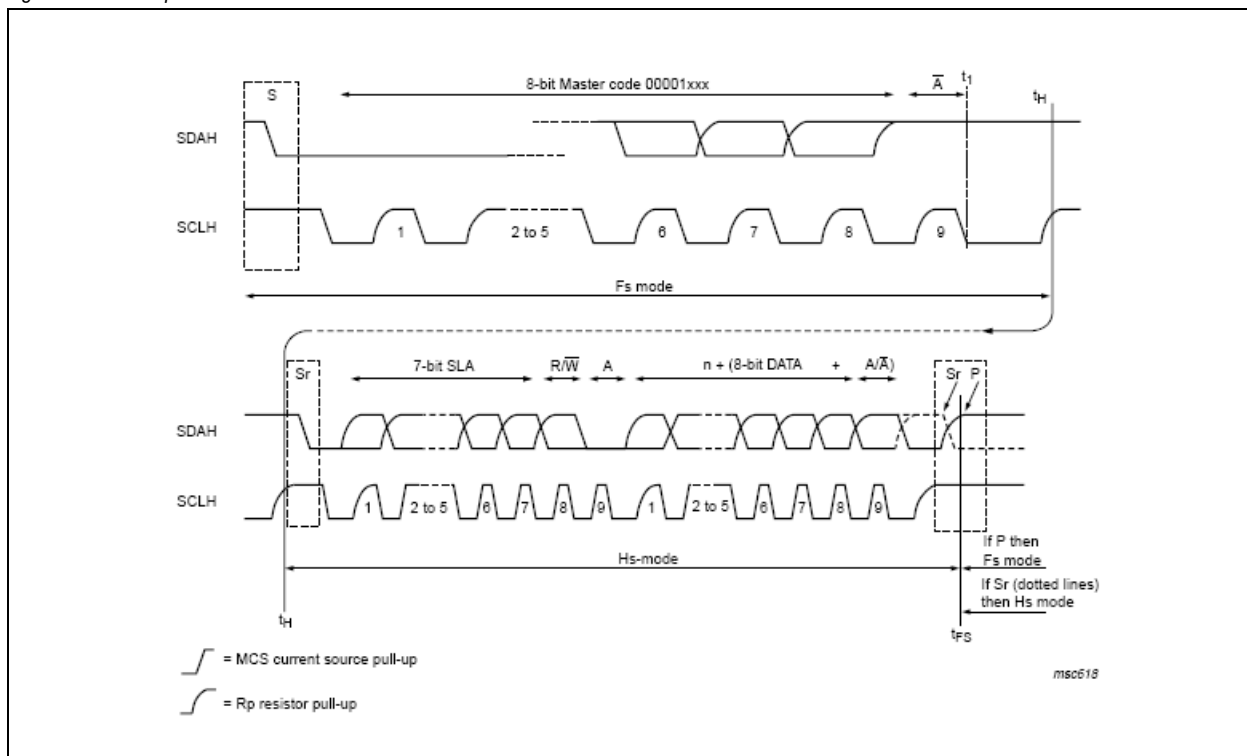 S
8-bit Master code 00001xxx
A̅
t1
tH
SDAH
SCLH
1
2 to 5
6
7
8
9
Fs mode
Sr
7-bit SLA
R/W̅
A
n + (8-bit DATA + A/A̅)
Sr P
SDAH
SCLH
1
2 to 5
6
7
8
9
1
2 to 5
6
7
8
9
Hs-mode
If P then
Fs mode
If Sr (dotted lines)
then Hs mode
tH
tFS
= MCS current source pull-up
= Rp resistor pull-up
msc618